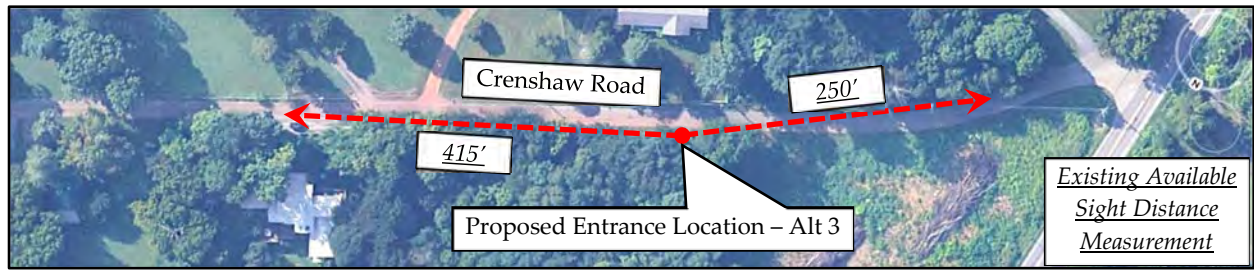 Crenshaw Road
250'
415'
Proposed Entrance Location – Alt 3
Existing Available
Sight Distance
Measurement
N